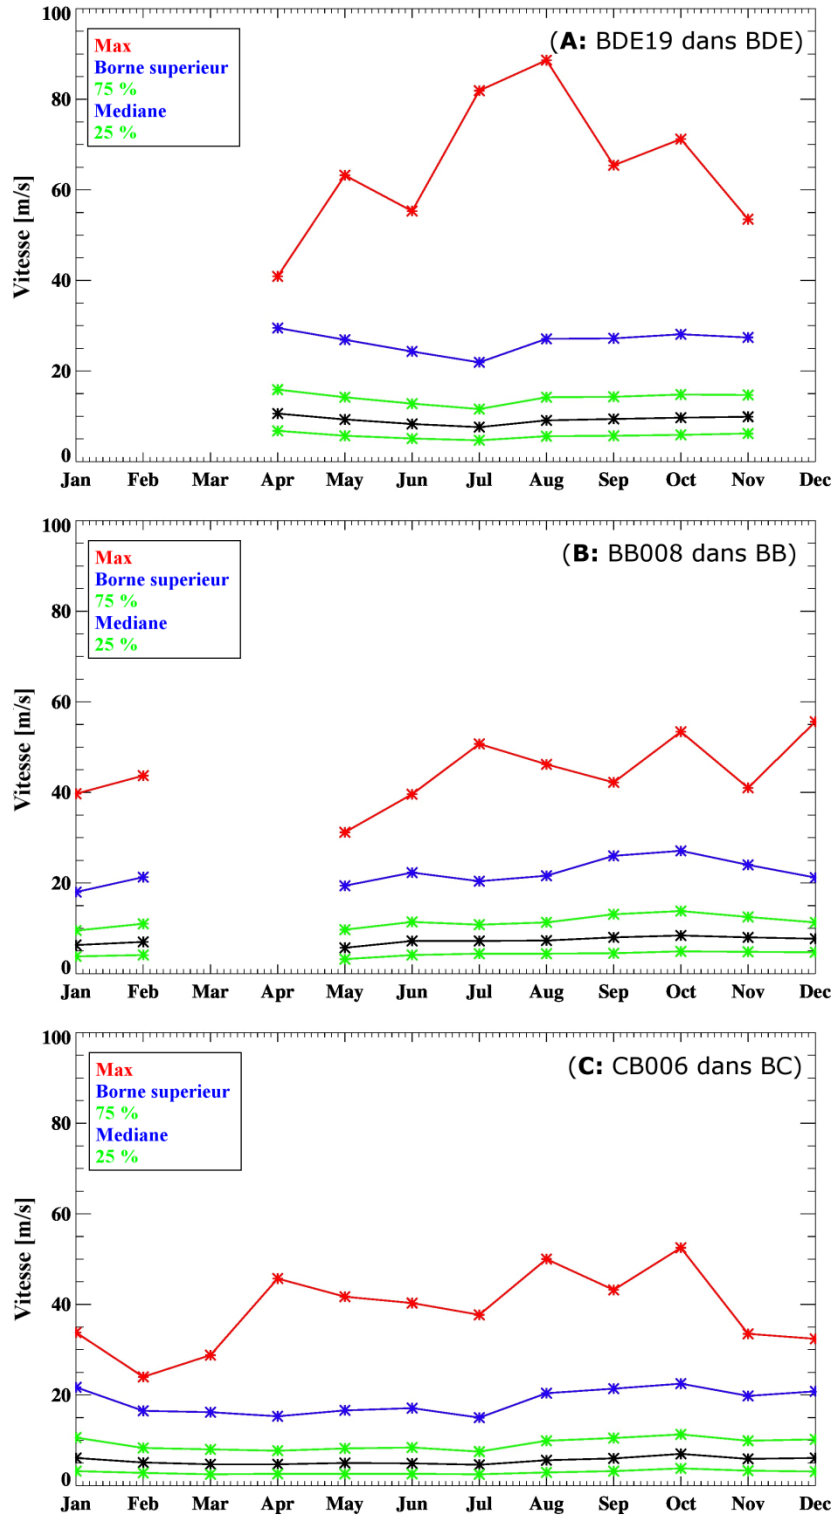 100
80
60
40
20
0
Vitesse [m/s]
Max
Borne superieur
75 %
Mediane
25 %
(A: BDE19 dans BDE)
Jan Feb Mar Apr May Jun Jul Aug Sep Oct Nov Dec
100
80
60
40
20
0
Vitesse [m/s]
Max
Borne superieur
75 %
Mediane
25 %
(B: BB008 dans BB)
Jan Feb Mar Apr May Jun Jul Aug Sep Oct Nov Dec
100
80
60
40
20
0
Vitesse [m/s]
Max
Borne superieur
75 %
Mediane
25 %
(C: CB006 dans BC)
Jan Feb Mar Apr May Jun Jul Aug Sep Oct Nov Dec